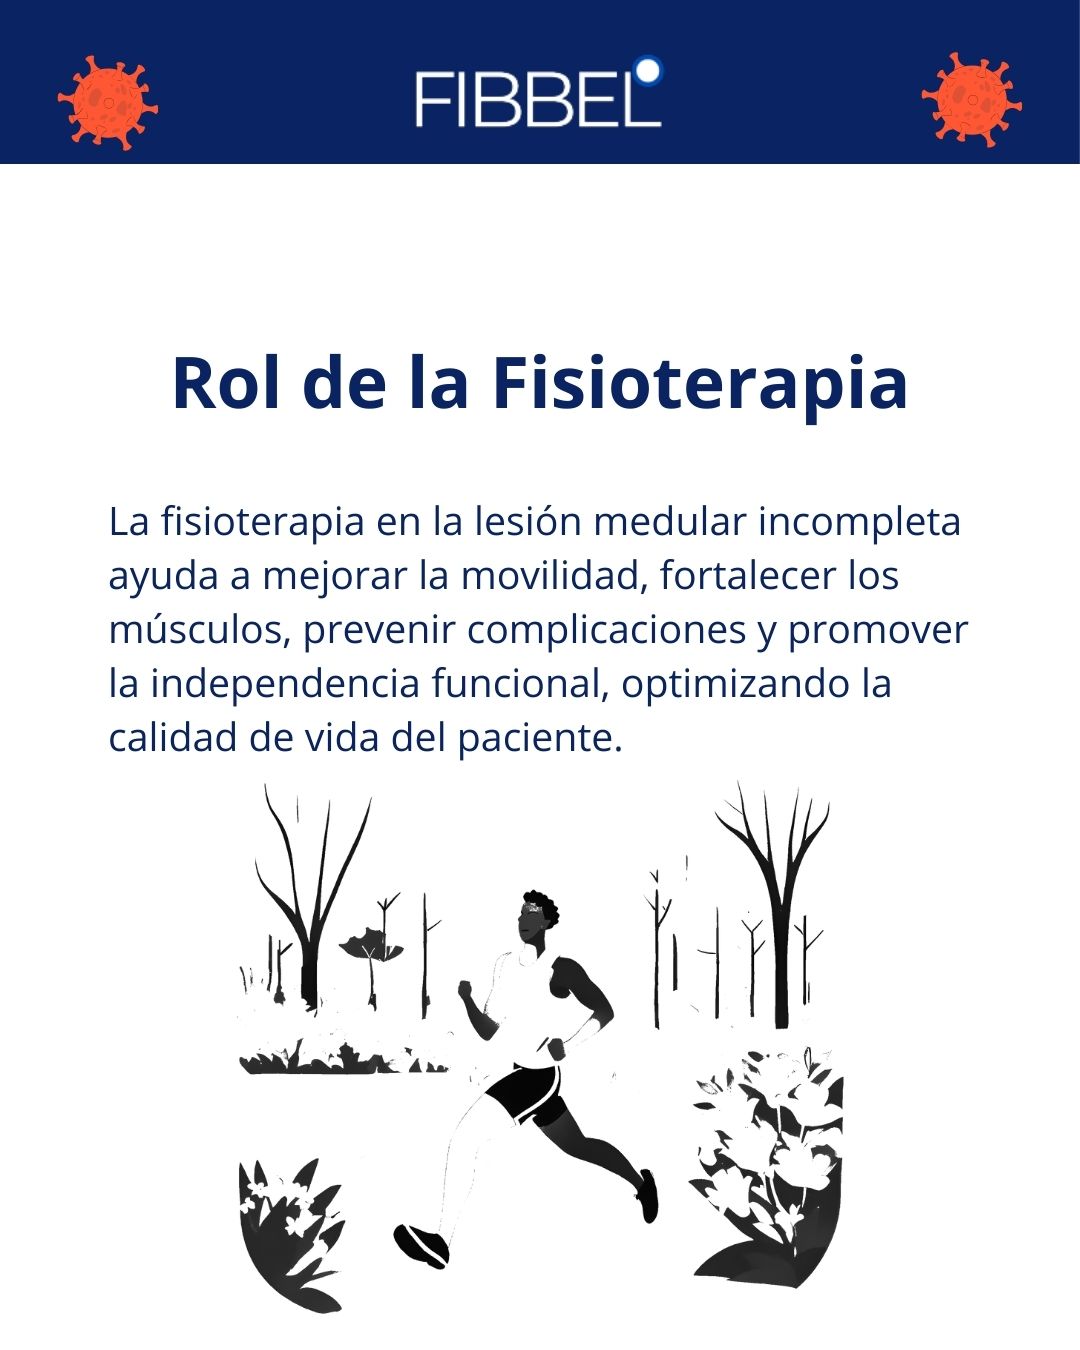 FIBBEL
Rol de la Fisioterapia
La fisioterapia en la lesión medular incompleta
ayuda a mejorar la movilidad, fortalecer los
músculos, prevenir complicaciones y promover
la independencia funcional, optimizando la
calidad de vida del paciente.